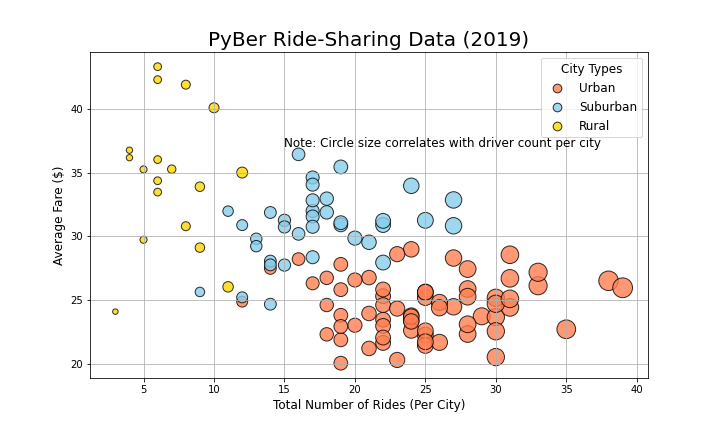 PyBer Ride-Sharing Data (2019)
City Types
Urban
Suburban
Rural
Note: Circle size correlates with driver count per city
Average Fare ($)
40
35
30
25
20
5 10 15 20 25 30 35 40
Total Number of Rides (Per City)